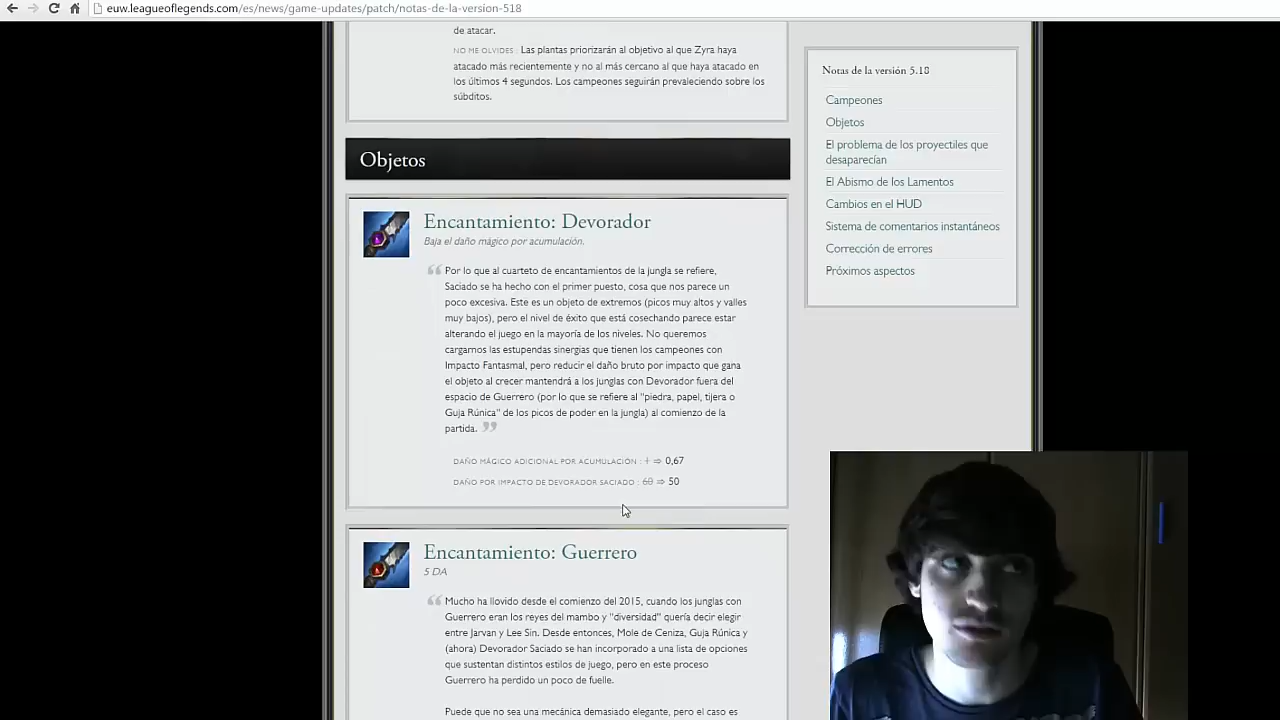 euw.leagueoflegends.com/es/news/game-updates/patch/notas-de-la-version-518
de atacar.
NO ME OLVIDES : Las plantas priorizarán al objetivo al que Zyra haya
atacado más recientemente y no al más cercano al que haya atacado en
los últimos 4 segundos. Los campeones seguirán prevaleciendo sobre los
súbditos.
Objetos
Encantamiento: Devorador
Baja el daño mágico por acumulación.
Por lo que al cuarteto de encantamientos de la jungla se refiere,
Saciado se ha hecho con el primer puesto, cosa que nos parece un
poco excesiva. Este es un objeto de extremos (picos muy altos y valles
muy bajos), pero el nivel de éxito que está cosechando parece estar
alterando el juego en la mayoría de los niveles. No queremos
cargarnos las estupendas sinergias que tienen los campeones con
Impacto Fantasmal, pero reducir el daño bruto por impacto que gana
el objeto al crecer mantendrá a los junglas con Devorador fuera del
espacio de Guerrero (por lo que se refiere al "piedra, papel, tijera o
Guja Rúnica" de los picos de poder en la jungla) al comienzo de la
partida.
DAÑO MÁGICO ADICIONAL POR ACUMULACIÓN : 1 ⇒ 0,67
DAÑO POR IMPACTO DE DEVORADOR SACIADO : 60 ⇒ 50
Encantamiento: Guerrero
5 DA
Mucho ha llovido desde el comienzo del 2015, cuando los junglas con
Guerrero eran los reyes del mambo y "diversidad" quería decir elegir
entre Jarvan y Lee Sin. Desde entonces, Mole de Ceniza, Guja Rúnica y
(ahora) Devorador Saciado se han incorporado a una lista de opciones
que sustentan distintos estilos de juego, pero en este proceso
Guerrero ha perdido un poco de fuelle.
Puede que no sea una mecánica demasiado elegante, pero el caso es
Notas de la versión 5.18
Campeones
Objetos
El problema de los proyectiles que
desaparecían
El Abismo de los Lamentos
Cambios en el HUD
Sistema de comentarios instantáneos
Corrección de errores
Próximos aspectos